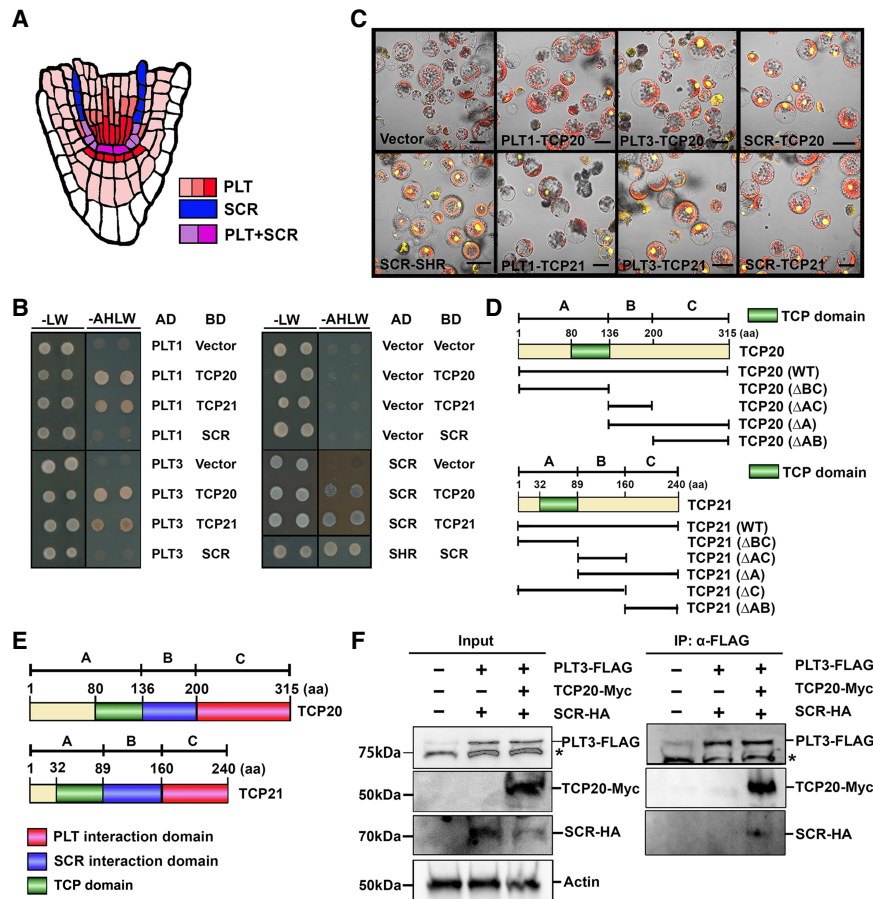 A
PLT
SCR
PLT+SCR
B
-LW -AHLW AD BD
PLT1 Vector
PLT1 TCP20
PLT1 TCP21
PLT1 SCR
PLT3 Vector
PLT3 TCP20
PLT3 TCP21
PLT3 SCR
-LW -AHLW AD BD
Vector Vector
Vector TCP20
Vector TCP21
Vector SCR
SCR Vector
SCR TCP20
SCR TCP21
SHR SCR
C
Vector PLT1-TCP20 PLT3-TCP20 SCR-TCP20
SCR-SHR PLT1-TCP21 PLT3-TCP21 SCR-TCP21
D
A B C
TCP domain
1 80 136 200 315 (aa)
TCP20
TCP20 (WT)
TCP20 (ΔBC)
TCP20 (ΔAC)
TCP20 (ΔA)
TCP20 (ΔAB)
A B C
TCP domain
1 32 89 160 240 (aa)
TCP21
TCP21 (WT)
TCP21 (ΔBC)
TCP21 (ΔAC)
TCP21 (ΔA)
TCP21 (ΔC)
TCP21 (ΔAB)
E
A B C
1 80 136 200 315 (aa)
TCP20
A B C
1 32 89 160 240 (aa)
TCP21
PLT interaction domain
SCR interaction domain
TCP domain
F
Input
- + + PLT3-FLAG
- - + TCP20-Myc
- + + SCR-HA
PLT3-FLAG
75kDa *
50kDa TCP20-Myc
70kDa SCR-HA
50kDa Actin
IP: α-FLAG
- + + PLT3-FLAG
- - + TCP20-Myc
- + + SCR-HA
PLT3-FLAG
*
TCP20-Myc
SCR-HA